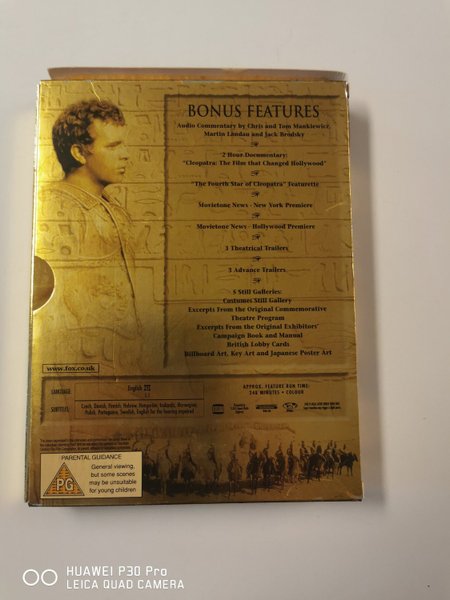 BONUS FEATURES
Audio Commentary by Chris and Tom Mankiewicz,
Martin Landau and Jack Brodsky
2 Hour Documentary:
"Cleopatra: The Film that Changed Hollywood"
"The Fourth Star of Cleopatra" Featurette
Movietone News - New York Premiere
Movietone News - Hollywood Premiere
1 Theatrical Trailers
3 Advance Trailers
5 Still Galleries:
Costumes Still Gallery
Excerpts From the Original Commemorative
Theatre Program
Excerpts From the Original Exhibitors'
Campaign Book and Manual
British Lobby Cards
Billboard Art, Key Art and Japanese Poster Art
www.fox.co.uk
LANGUAGE
English
SUBTITLES
Czech, Danish, Finnish, Hebrew, Hungarian, Icelandic, Norwegian,
Polish, Portuguese, Swedish, English for the hearing impaired
APPROX. FEATURE RUN TIME:
248 MINUTES • COLOUR
PARENTAL GUIDANCE
PG
General viewing,
but some scenes
may be unsuitable
for young children
HUAWEI P30 Pro
LEICA QUAD CAMERA